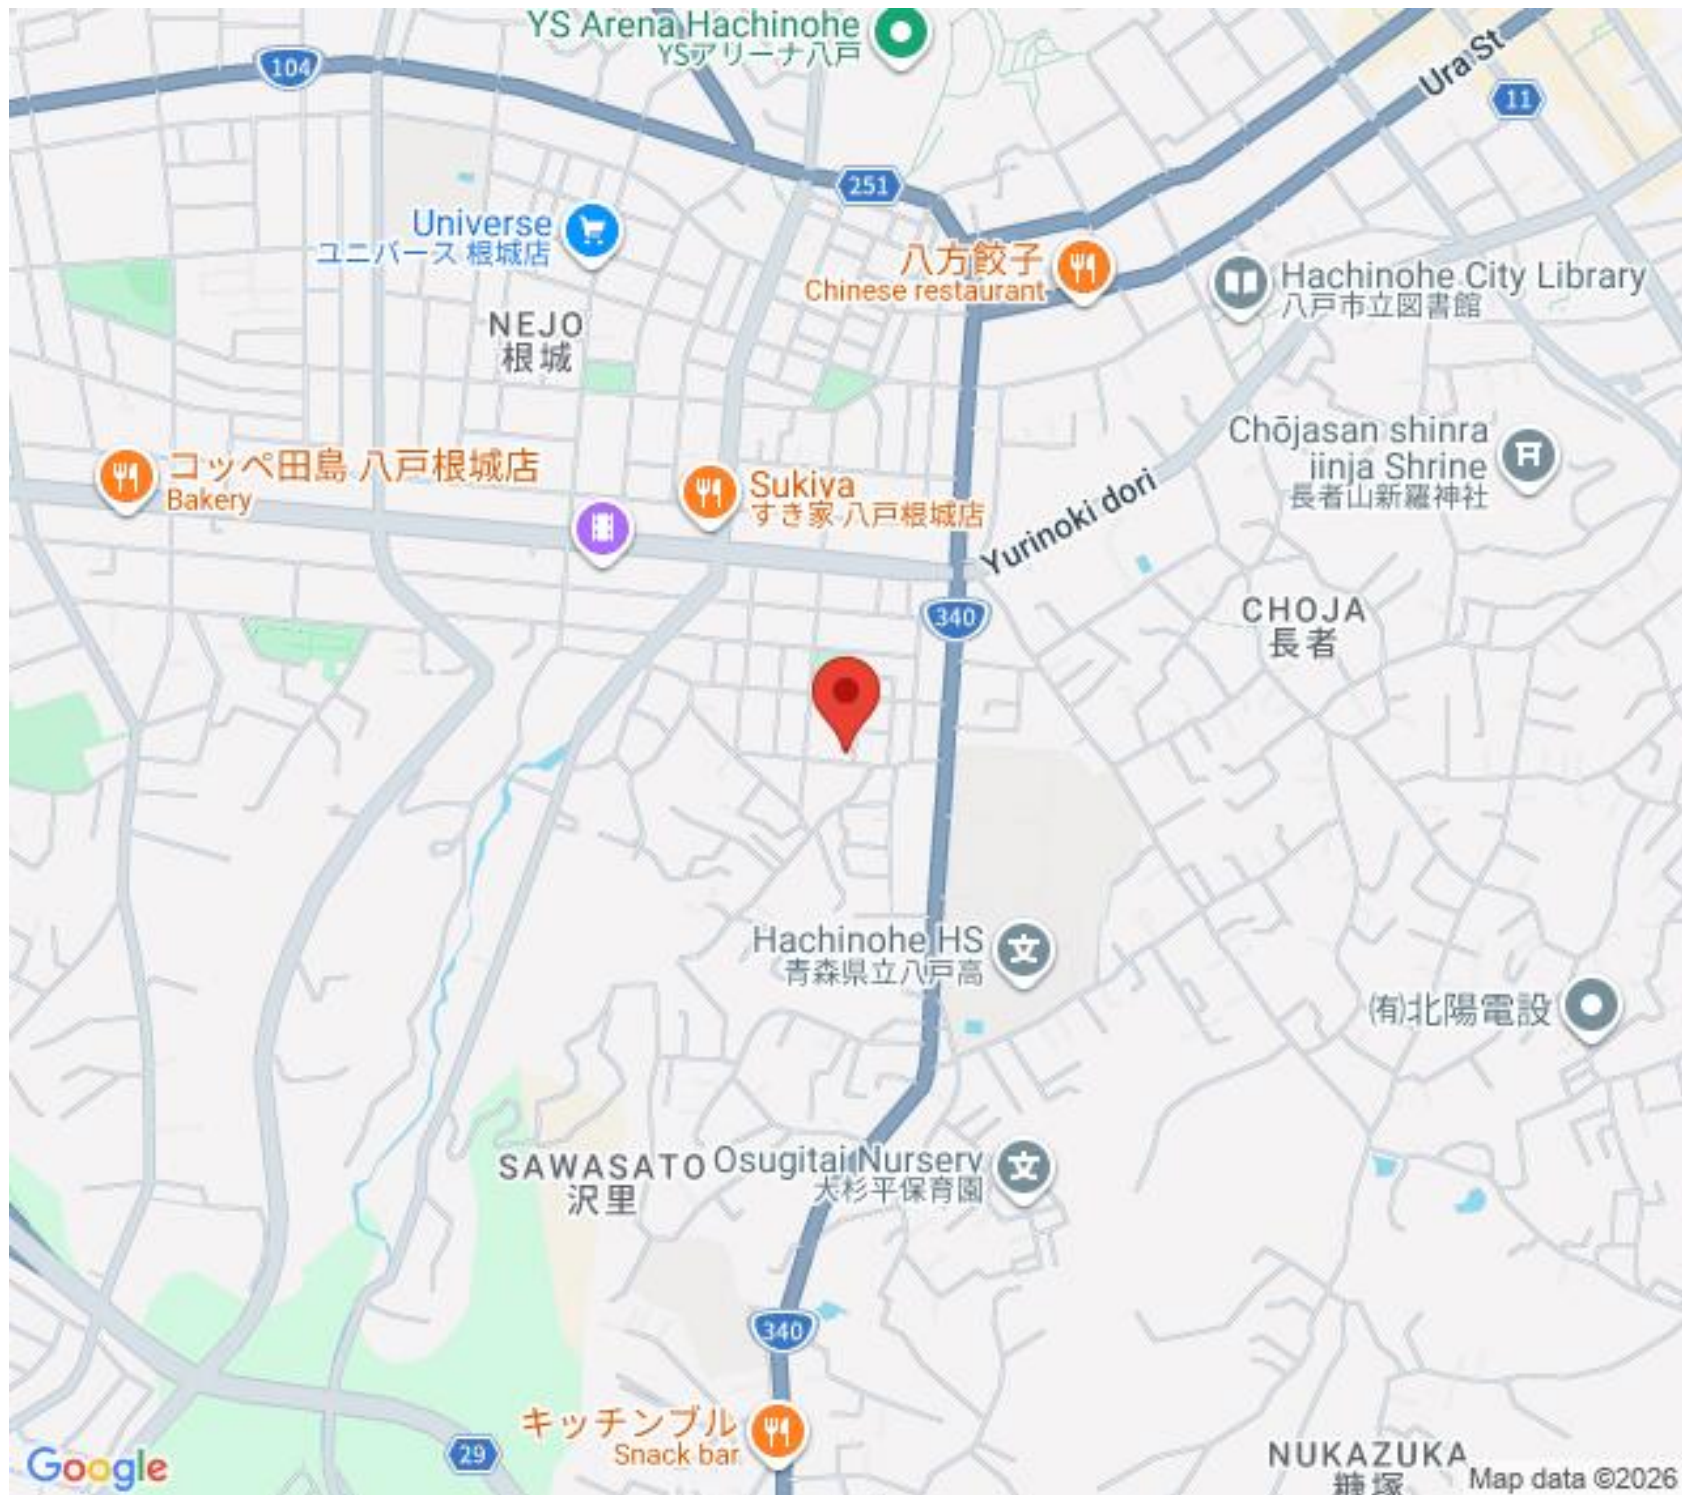 YS Arena Hachinohe
YSアリーナ八戸
104
Ura St
11
251
Universe
ユニバース 根城店
八方餃子
Chinese restaurant
Hachinohe City Library
八戸市立図書館
NEJO
根城
Chōjasan shinra
jinja Shrine
長者山新羅神社
コッペ田島 八戸根城店
Bakery
Sukiya
すき家 八戸根城店
Yurinoki dori
340
CHOJA
長者
Hachinohe HS
青森県立八戸高
文
㈲北陽電設
SAWASATO
沢里
Osugitai Nursery
大杉平保育園
文
340
キッチンブル
Snack bar
29
NUKAZUKA
糠塚
Google
Map data ©2026